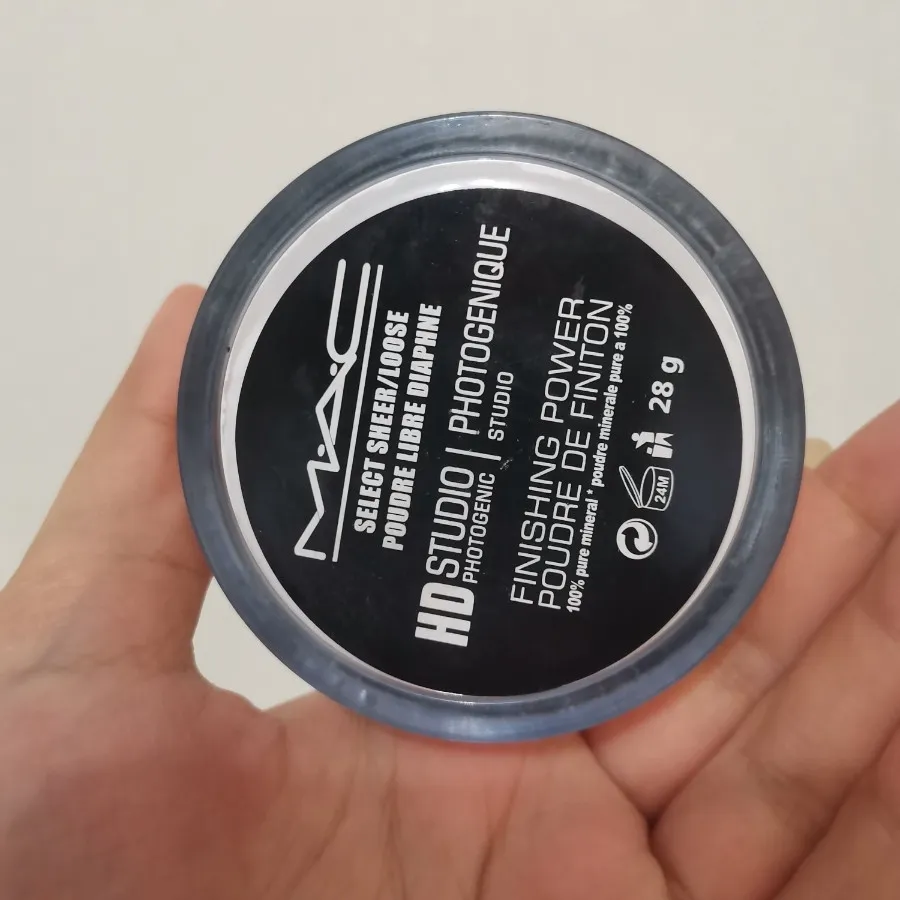 M·A·C
SELECT SHEER/LOOSE
POUDRE LIBRE DIAPHNE
HD STUDIO | PHOTOGENIQUE
PHOTOGENIC | STUDIO
FINISHING POWER
POUDRE DE FINITON
100% pure mineral* poudre minerale pure a 100%
24M
28 g